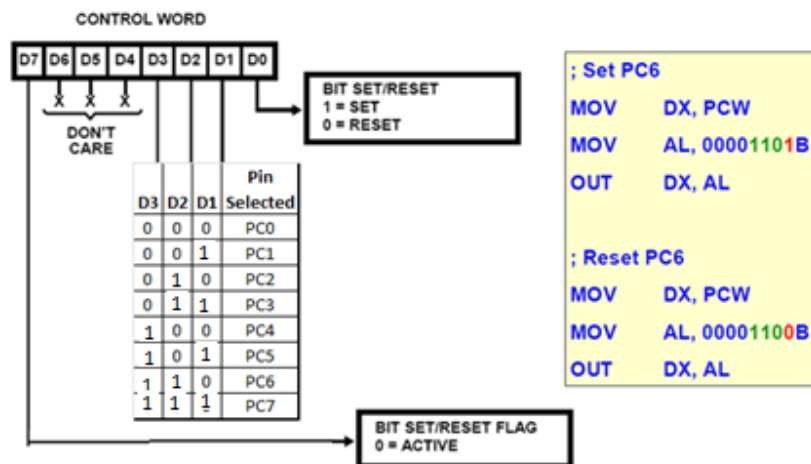 CONTROL WORD
D7 D6 D5 D4 D3 D2 D1 D0
X X X
DON'T
CARE
BIT SET/RESET
1 = SET
0 = RESET
Pin
D3 D2 D1 Selected
0 0 0 PC0
0 0 1 PC1
0 1 0 PC2
0 1 1 PC3
1 0 0 PC4
1 0 1 PC5
1 1 0 PC6
1 1 1 PC7
BIT SET/RESET FLAG
0 = ACTIVE
; Set PC6
MOV DX, PCW
MOV AL, 00001101B
OUT DX, AL
; Reset PC6
MOV DX, PCW
MOV AL, 00001100B
OUT DX, AL